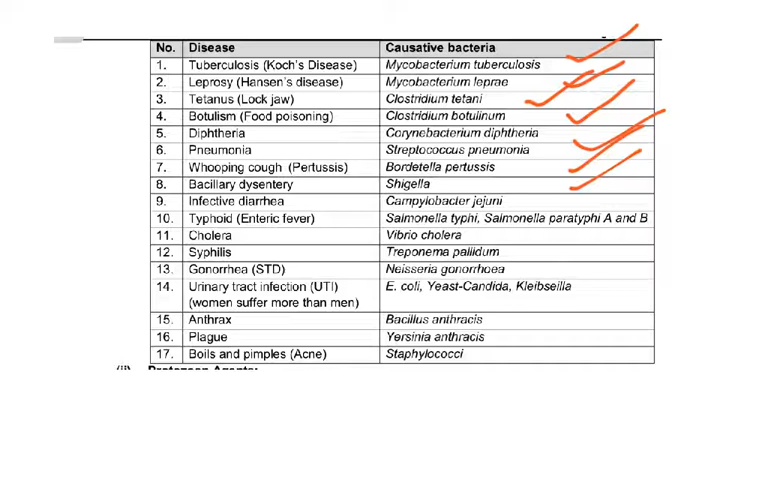 No. Disease Causative bacteria
1. Tuberculosis (Koch's Disease) Mycobacterium tuberculosis
2. Leprosy (Hansen's disease) Mycobacterium leprae
3. Tetanus (Lock jaw) Clostridium tetani
4. Botulism (Food poisoning) Clostridium botulinum
5. Diphtheria Corynebacterium diphtheria
6. Pneumonia Streptococcus pneumonia
7. Whooping cough (Pertussis) Bordetella pertussis
8. Bacillary dysentery Shigella
9. Infective diarrhea Campylobacter jejuni
10. Typhoid (Enteric fever) Salmonella typhi, Salmonella paratyphi A and B
11. Cholera Vibrio cholera
12. Syphilis Treponema pallidum
13. Gonorrhea (STD) Neisseria gonorrhoea
14. Urinary tract infection (UTI) E. coli, Yeast-Candida, Kleibseilla
(women suffer more than men)
15. Anthrax Bacillus anthracis
16. Plague Yersinia anthracis
17. Boils and pimples (Acne) Staphylococci
(ii) Protozoan Agents: